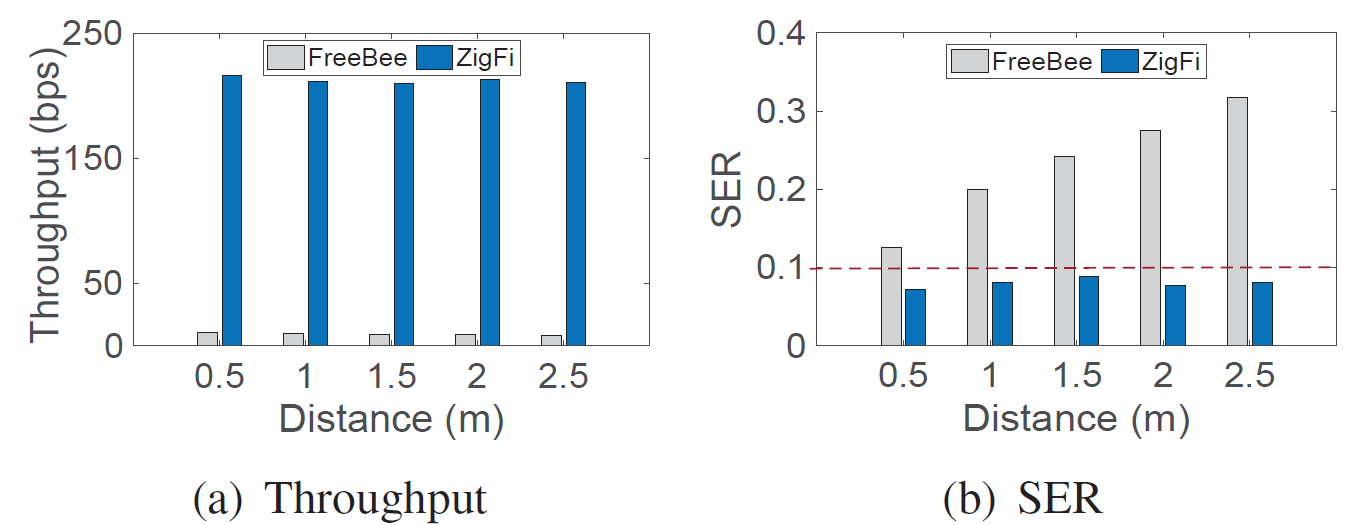 Throughput (bps)
250
150
50
0
FreeBee ZigFi
0.5 1 1.5 2 2.5
Distance (m)
(a) Throughput
SER
0.4
0.3
0.2
0.1
0
FreeBee ZigFi
0.5 1 1.5 2 2.5
Distance (m)
(b) SER